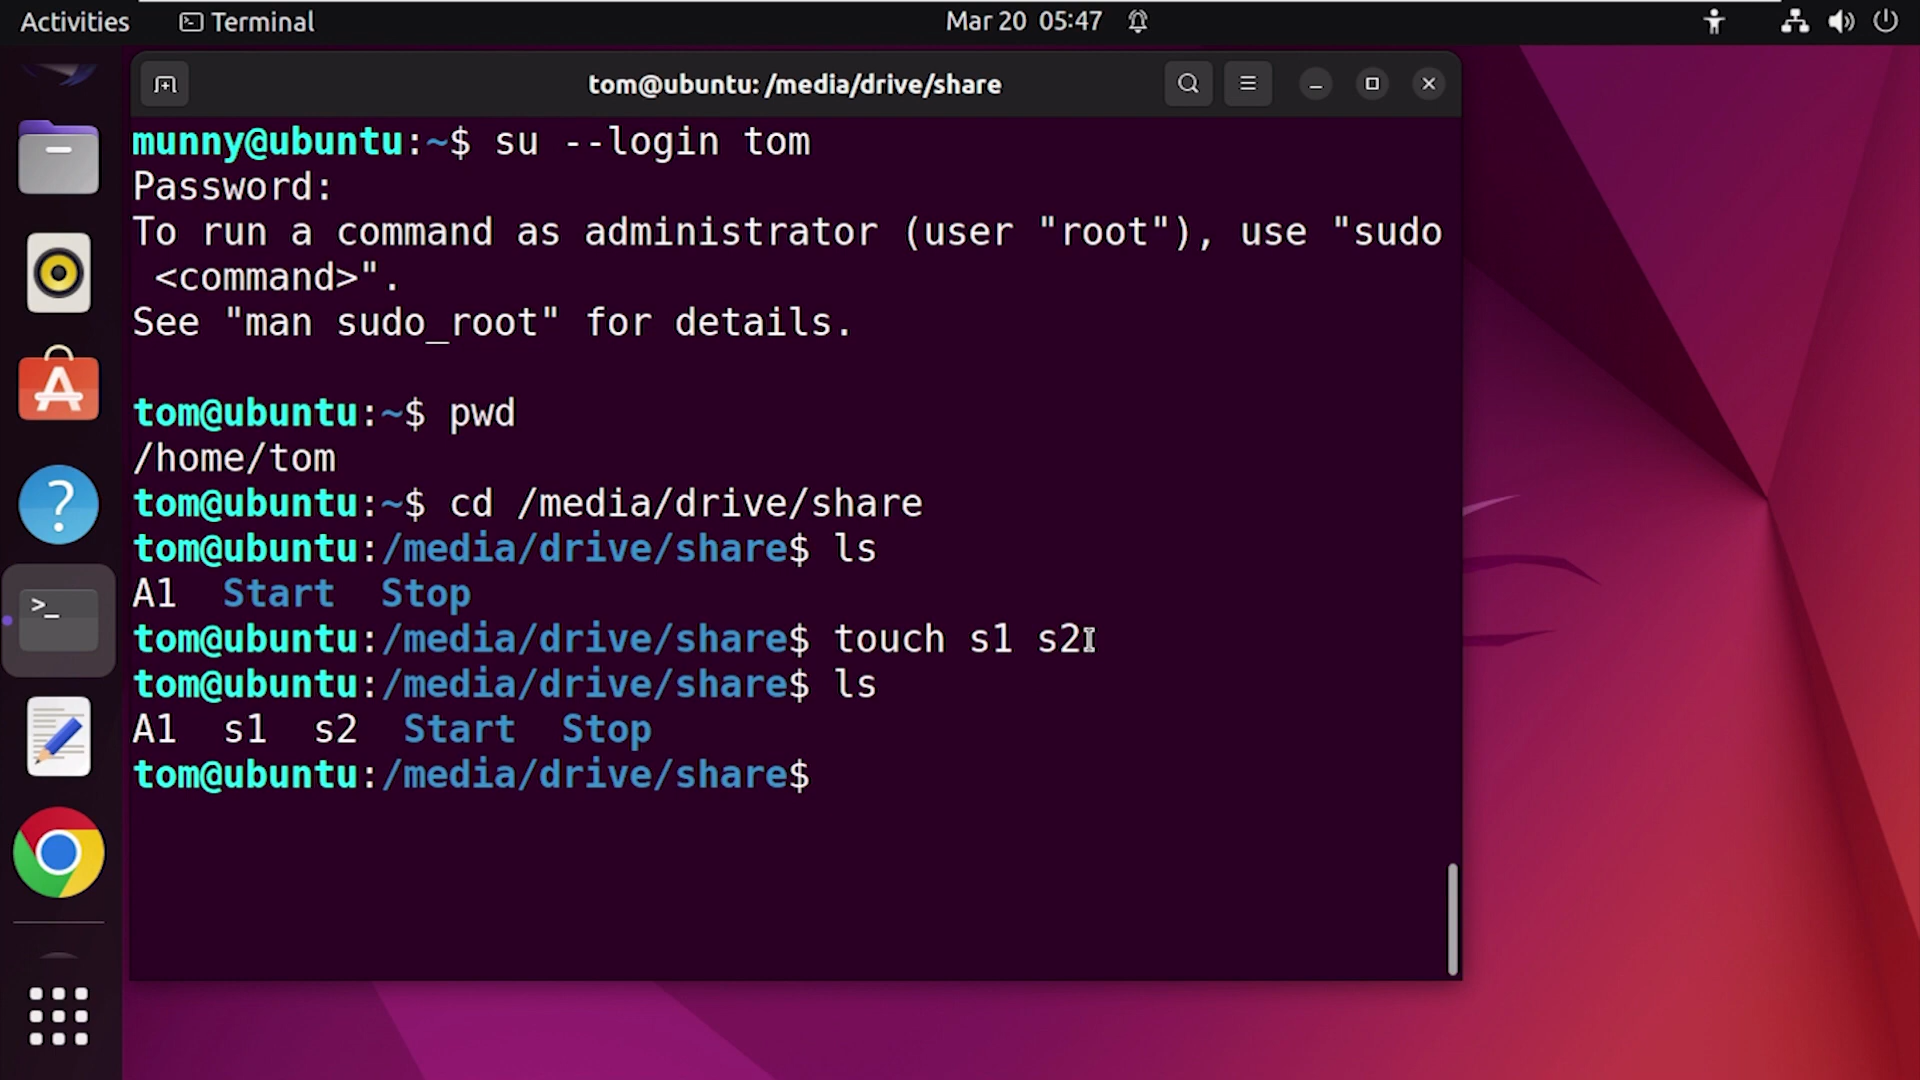 Activities Terminal Mar 20 05:47
tom@ubuntu: /media/drive/share
munny@ubuntu:~$ su --login tom
Password:
To run a command as administrator (user "root"), use "sudo
 <command>".
See "man sudo_root" for details.

tom@ubuntu:~$ pwd
/home/tom
tom@ubuntu:~$ cd /media/drive/share
tom@ubuntu:/media/drive/share$ ls
A1  Start  Stop
tom@ubuntu:/media/drive/share$ touch s1 s2
tom@ubuntu:/media/drive/share$ ls
A1  s1  s2  Start  Stop
tom@ubuntu:/media/drive/share$